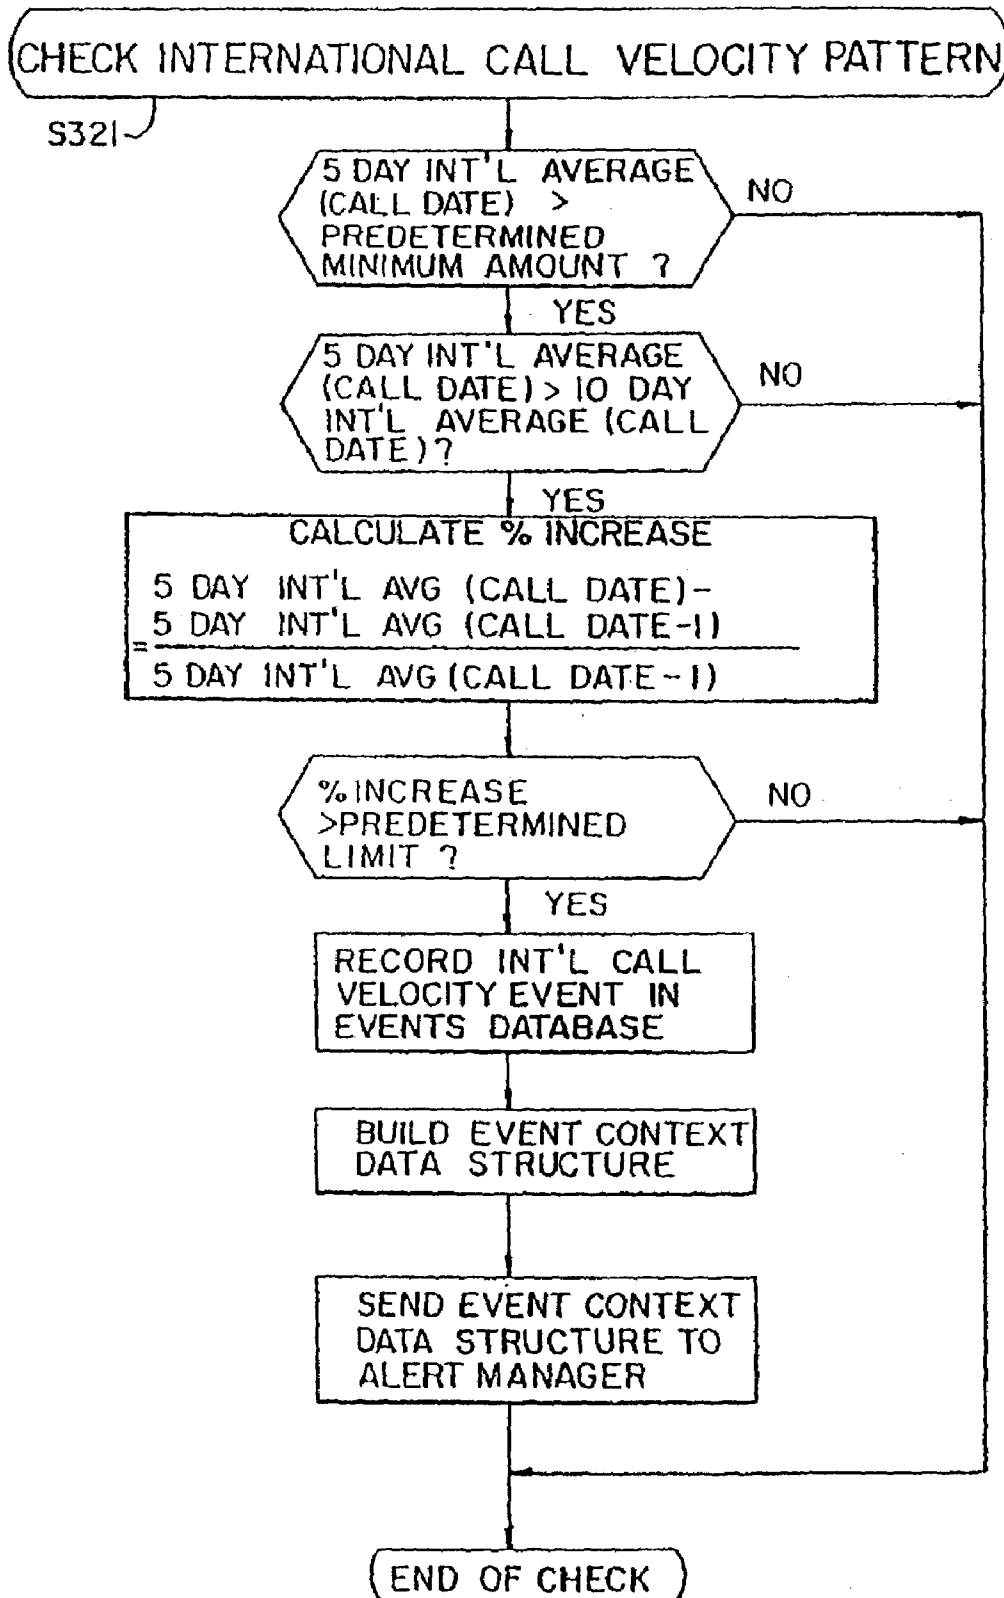 CHECK INTERNATIONAL CALL VELOCITY PATTERN
S321
5 DAY INT'L AVERAGE
(CALL DATE) >
PREDETERMINED
MINIMUM AMOUNT ?
NO
YES
5 DAY INT'L AVERAGE
(CALL DATE) > 10 DAY
INT'L AVERAGE (CALL
DATE) ?
NO
YES
CALCULATE % INCREASE
5 DAY INT'L AVG (CALL DATE) -
5 DAY INT'L AVG (CALL DATE-1)
=
5 DAY INT'L AVG (CALL DATE-1)
% INCREASE
>PREDETERMINED
LIMIT ?
NO
YES
RECORD INT'L CALL
VELOCITY EVENT IN
EVENTS DATABASE
BUILD EVENT CONTEXT
DATA STRUCTURE
SEND EVENT CONTEXT
DATA STRUCTURE TO
ALERT MANAGER
END OF CHECK